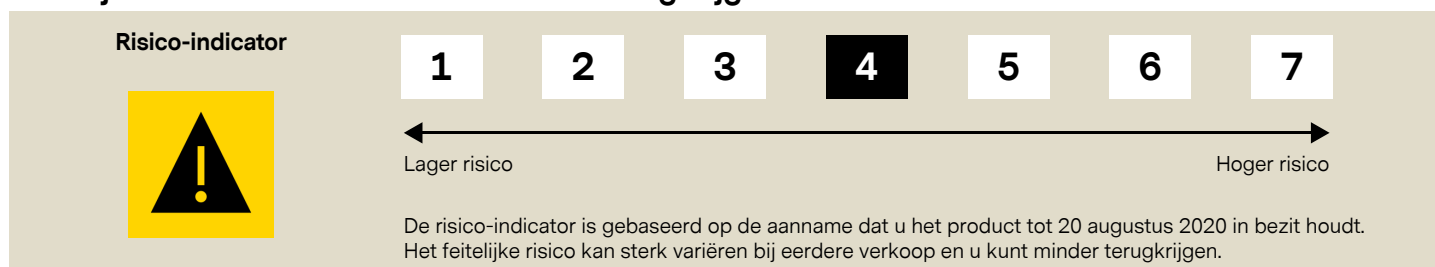 Risico-indicator
1 2 3 4 5 6 7
Lager risico Hoger risico
De risico-indicator is gebaseerd op de aanname dat u het product tot 20 augustus 2020 in bezit houdt.
Het feitelijke risico kan sterk variëren bij eerdere verkoop en u kunt minder terugkrijgen.